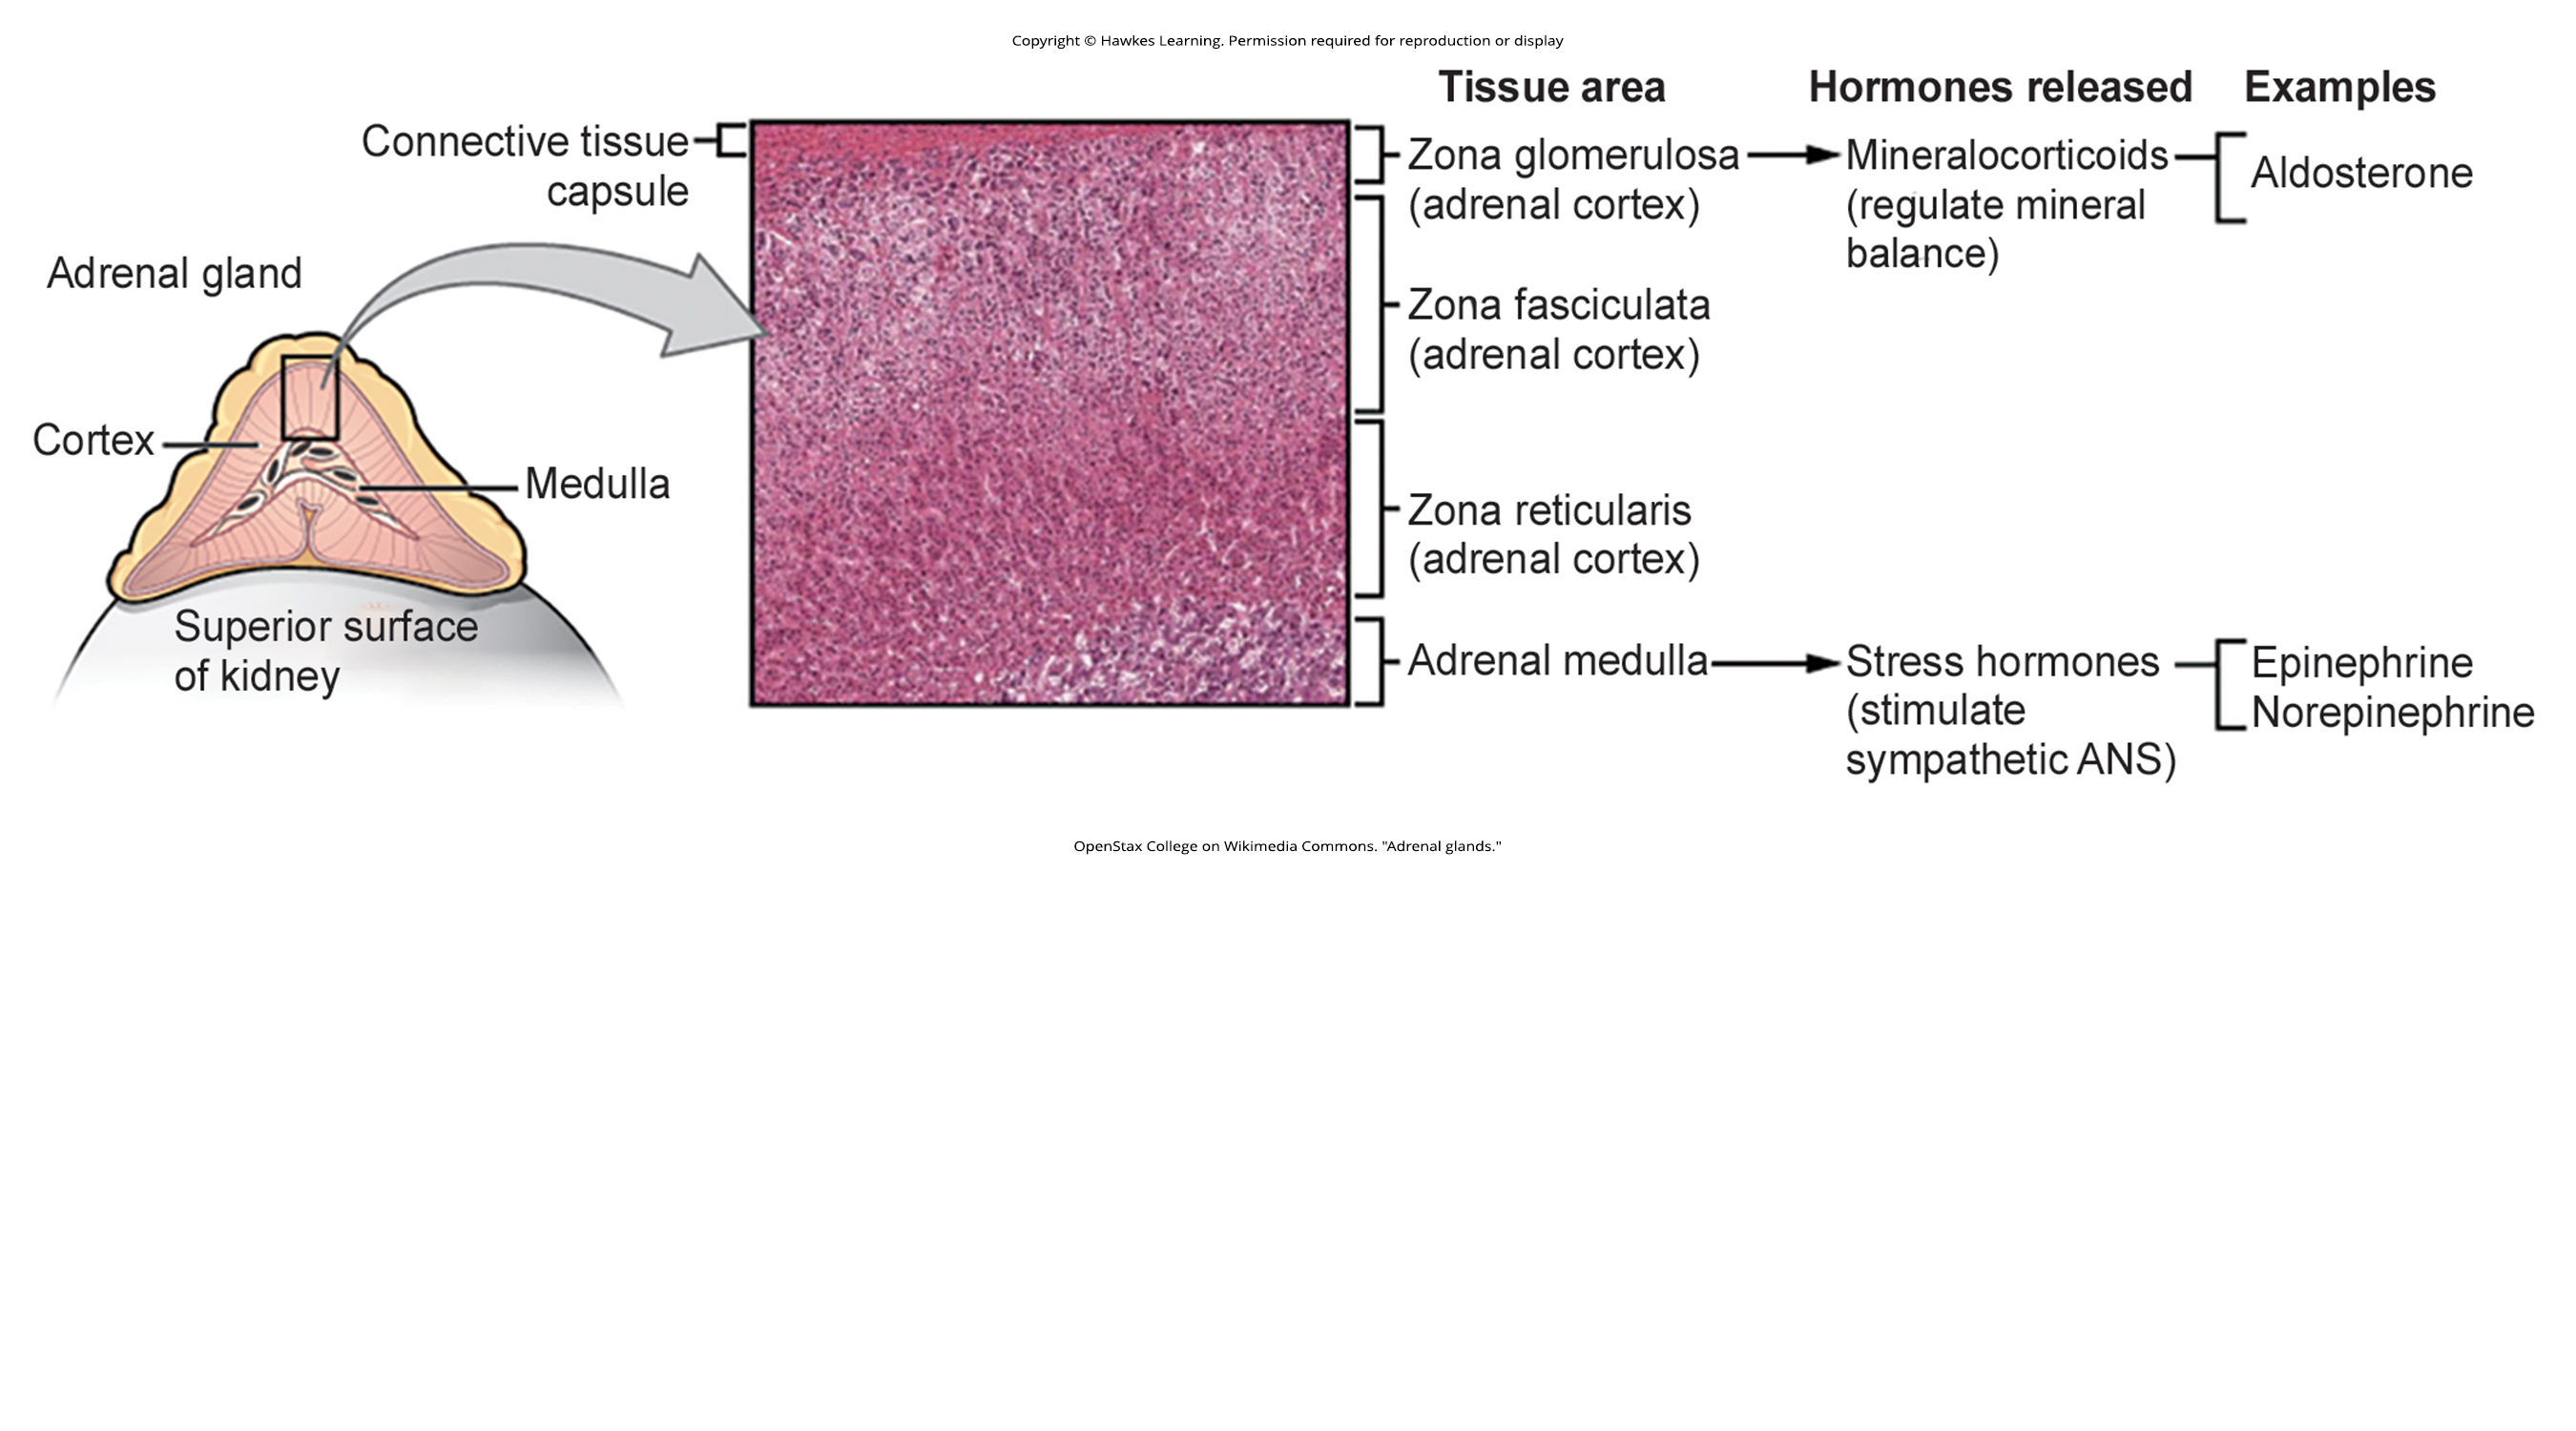 Copyright © Hawkes Learning. Permission required for reproduction or display
Tissue area
Hormones released
Examples
Connective tissue
capsule
Adrenal gland
Cortex
Medulla
Superior surface
of kidney
Zona glomerulosa
(adrenal cortex)
Mineralocorticoids
(regulate mineral
balance)
Aldosterone
Zona fasciculata
(adrenal cortex)
Zona reticularis
(adrenal cortex)
Adrenal medulla
Stress hormones
(stimulate
sympathetic ANS)
Epinephrine
Norepinephrine
OpenStax College on Wikimedia Commons. "Adrenal glands."